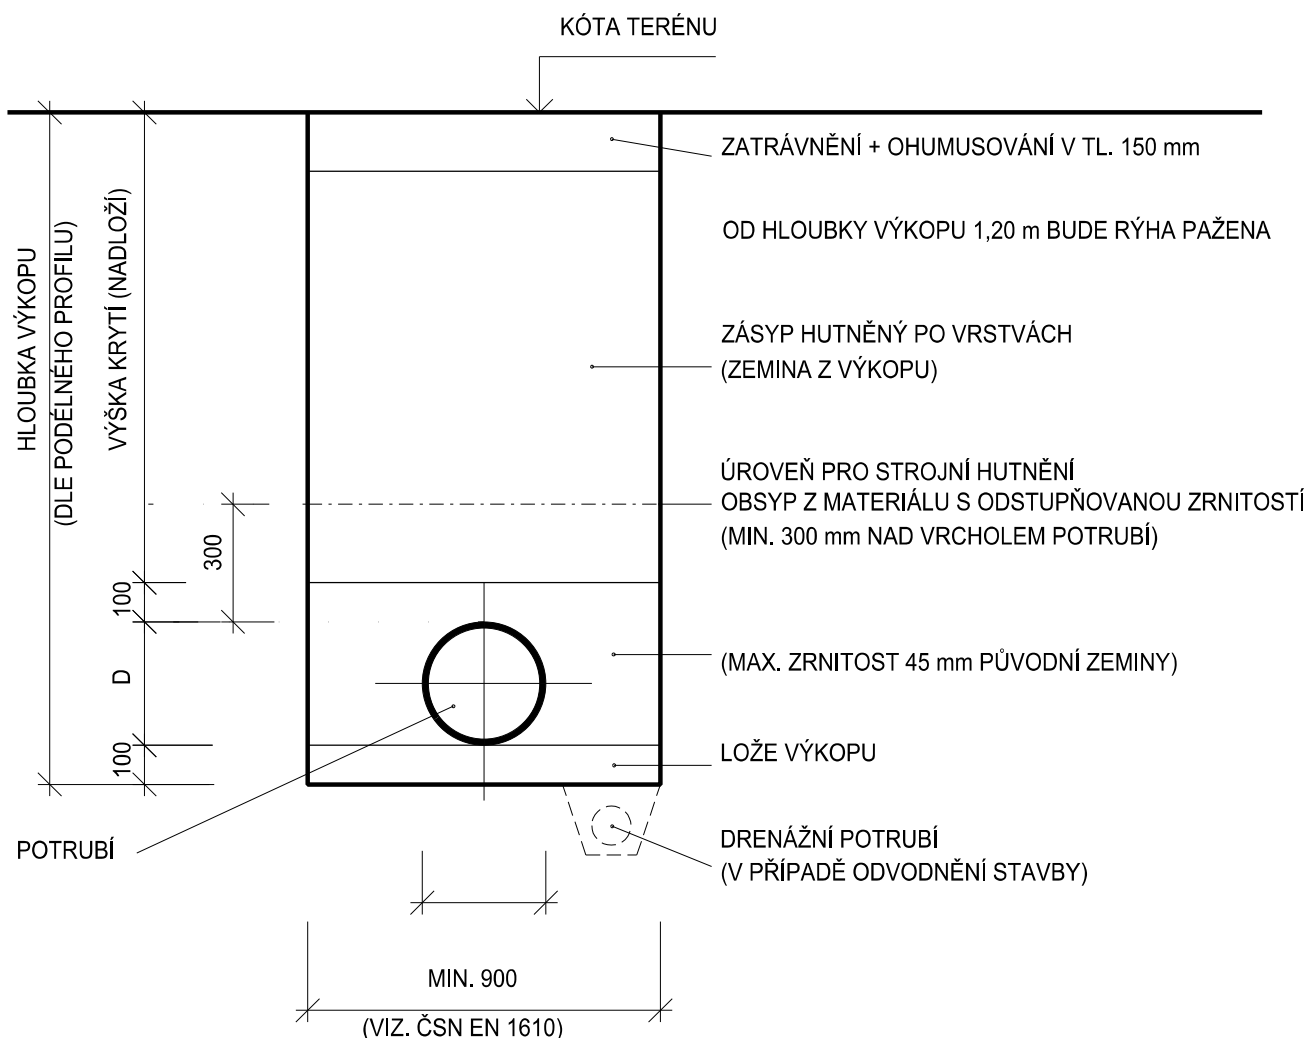 KÓTA TERÉNU
ZATRÁVNĚNÍ + OHUMUSOVÁNÍ V TL. 150 mm
OD HLOUBKY VÝKOPU 1,20 m BUDE RÝHA PAŽENA
ZÁSYP HUTNĚNÝ PO VRSTVÁCH
(ZEMINA Z VÝKOPU)
ÚROVEŇ PRO STROJNÍ HUTNĚNÍ
OBSYP Z MATERIÁLU S ODSTUPŇOVANOU ZRNITOSTÍ
(MIN. 300 mm NAD VRCHOLEM POTRUBÍ)
(MAX. ZRNITOST 45 mm PŮVODNÍ ZEMINY)
LOŽE VÝKOPU
DRENÁŽNÍ POTRUBÍ
(V PŘÍPADĚ ODVODNĚNÍ STAVBY)
HLOUBKA VÝKOPU
(DLE PODÉLNÉHO PROFILU)
VÝŠKA KRYTÍ (NADLOŽÍ)
300
100
D
100
POTRUBÍ
MIN. 900
(VIZ. ČSN EN 1610)